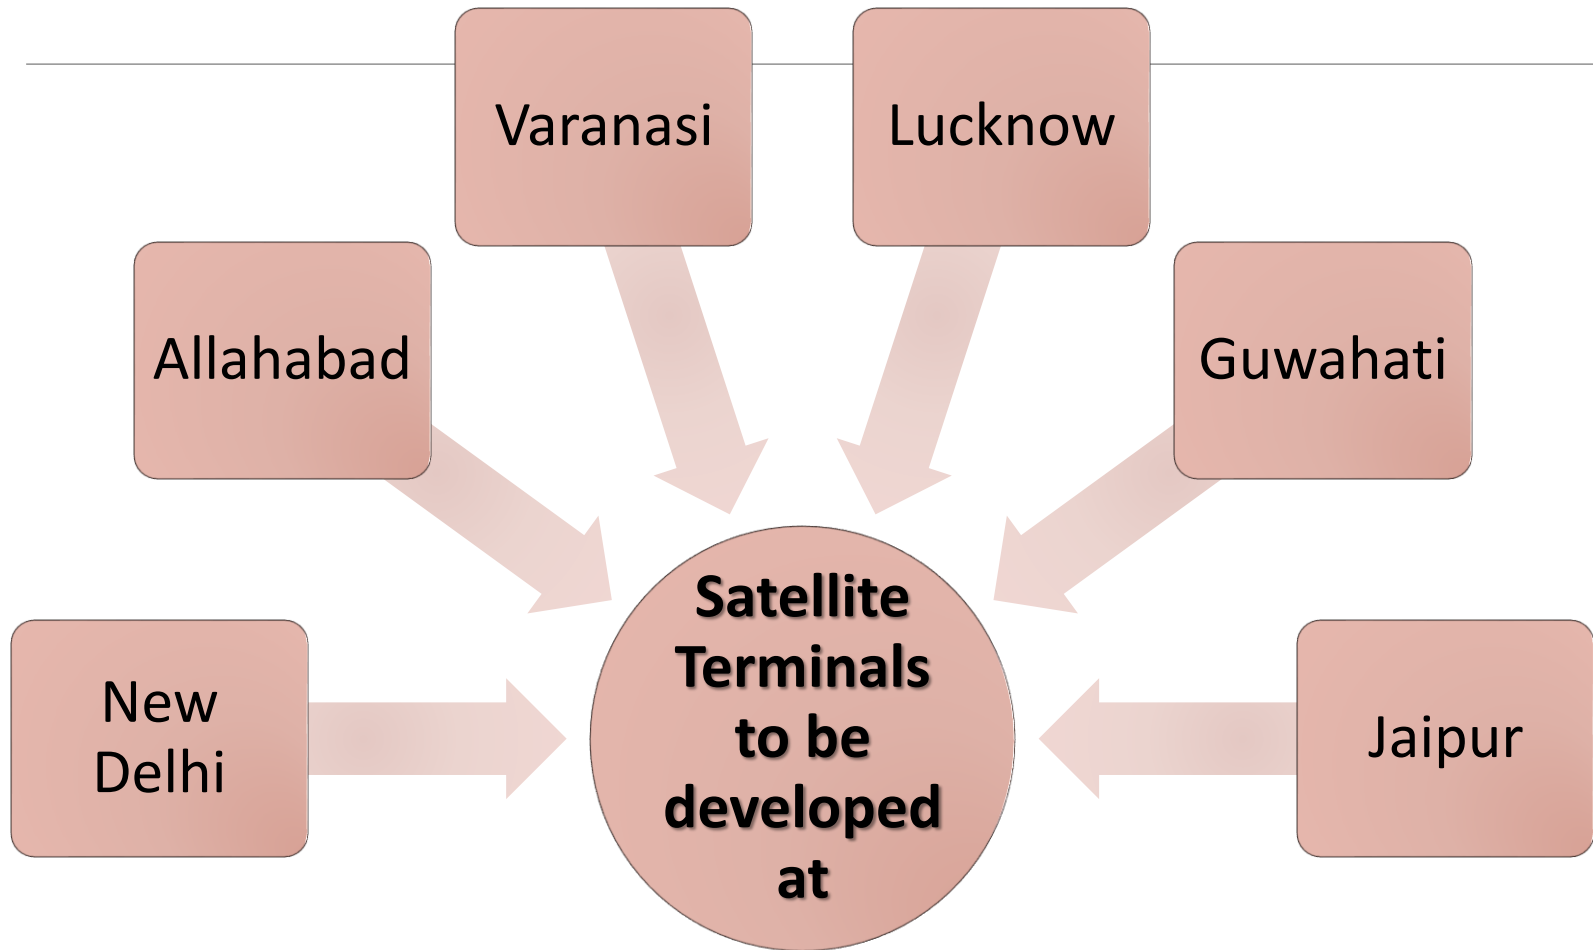 Varanasi
Lucknow
Allahabad
Guwahati
New
Delhi
Jaipur
Satellite
Terminals
to be
developed
at